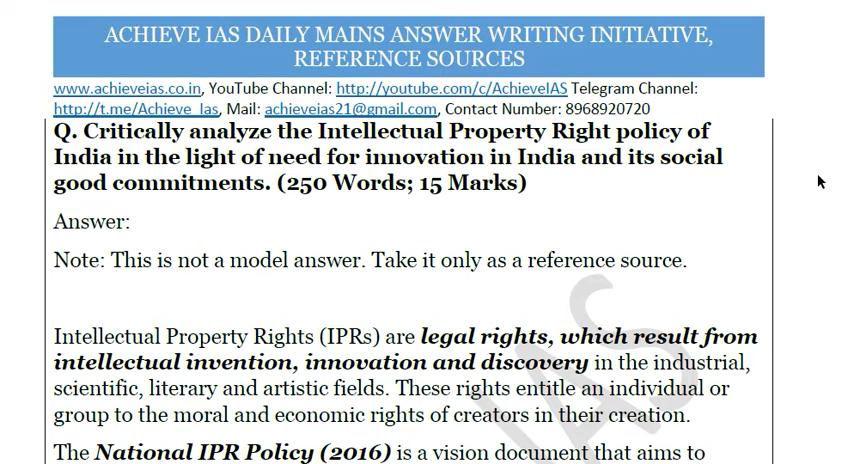 ACHIEVE IAS DAILY MAINS ANSWER WRITING INITIATIVE,
REFERENCE SOURCES
www.achieveias.co.in, YouTube Channel: http://youtube.com/c/AchieveIAS Telegram Channel:
http://t.me/Achieve_Ias, Mail: achieveias21@gmail.com, Contact Number: 8968920720
Q. Critically analyze the Intellectual Property Right policy of
India in the light of need for innovation in India and its social
good commitments. (250 Words; 15 Marks)
Answer:
Note: This is not a model answer. Take it only as a reference source.
Intellectual Property Rights (IPRs) are legal rights, which result from
intellectual invention, innovation and discovery in the industrial,
scientific, literary and artistic fields. These rights entitle an individual or
group to the moral and economic rights of creators in their creation.
The National IPR Policy (2016) is a vision document that aims to
IAS